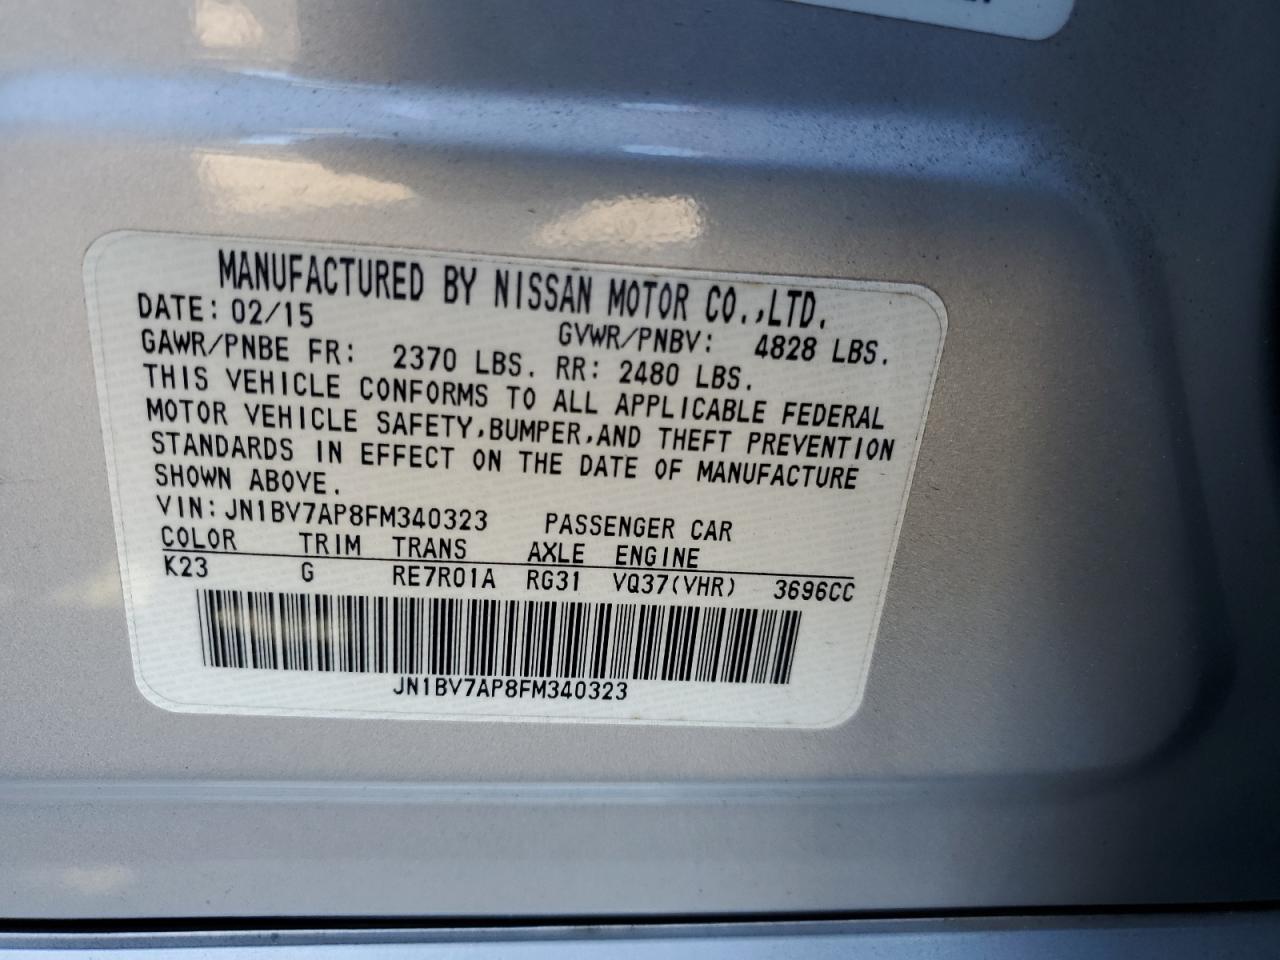 MANUFACTURED BY NISSAN MOTOR CO.,LTD.
DATE: 02/15 GVWR/PNBV: 4828 LBS.
GAWR/PNBE FR: 2370 LBS. RR: 2480 LBS.
THIS VEHICLE CONFORMS TO ALL APPLICABLE FEDERAL
MOTOR VEHICLE SAFETY,BUMPER,AND THEFT PREVENTION
STANDARDS IN EFFECT ON THE DATE OF MANUFACTURE
SHOWN ABOVE.
VIN: JN1BV7AP8FM340323 PASSENGER CAR
COLOR TRIM TRANS AXLE ENGINE
K23 G RE7R01A RG31 VQ37(VHR) 3696CC
JN1BV7AP8FM340323